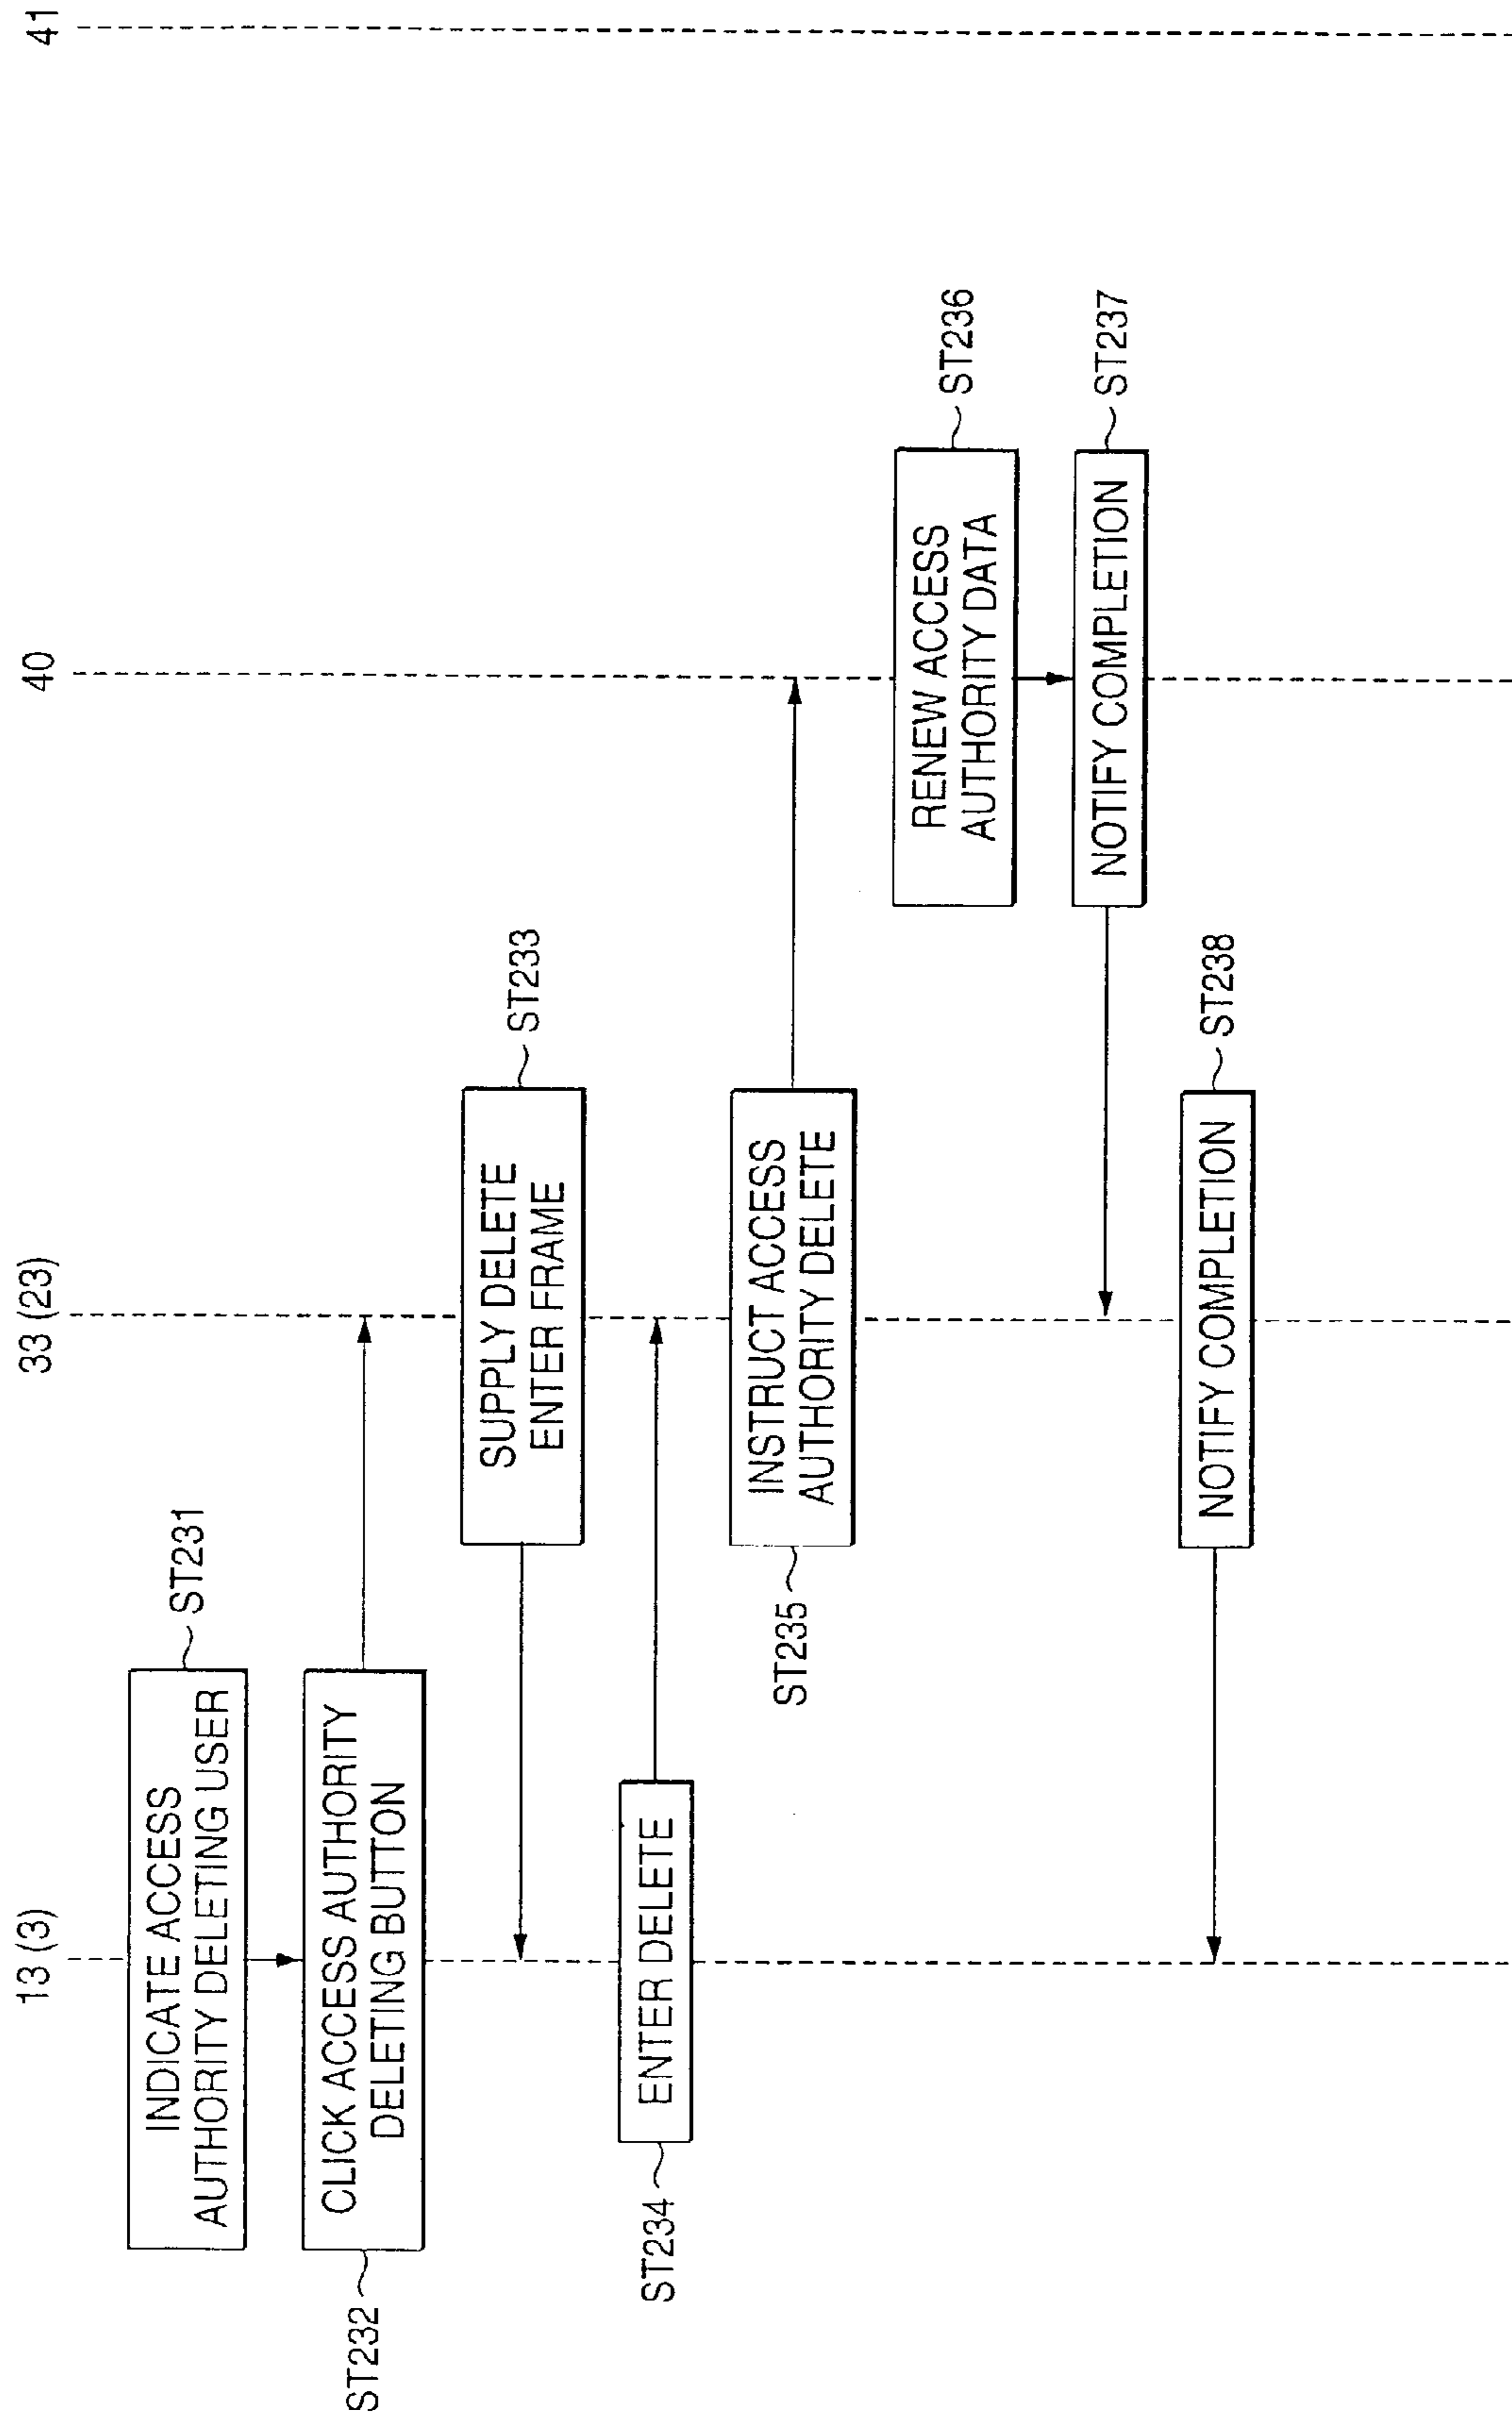 13 (3)
33 (23)
40
41
INDICATE ACCESS
AUTHORITY DELETING USER
ST231
ST232
CLICK ACCESS AUTHORITY
DELETING BUTTON
SUPPLY DELETE
ENTER FRAME
ST233
ST234
ENTER DELETE
ST235
INSTRUCT ACCESS
AUTHORITY DELETE
RENEW ACCESS
AUTHORITY DATA
ST236
NOTIFY COMPLETION
ST237
NOTIFY COMPLETION
ST238